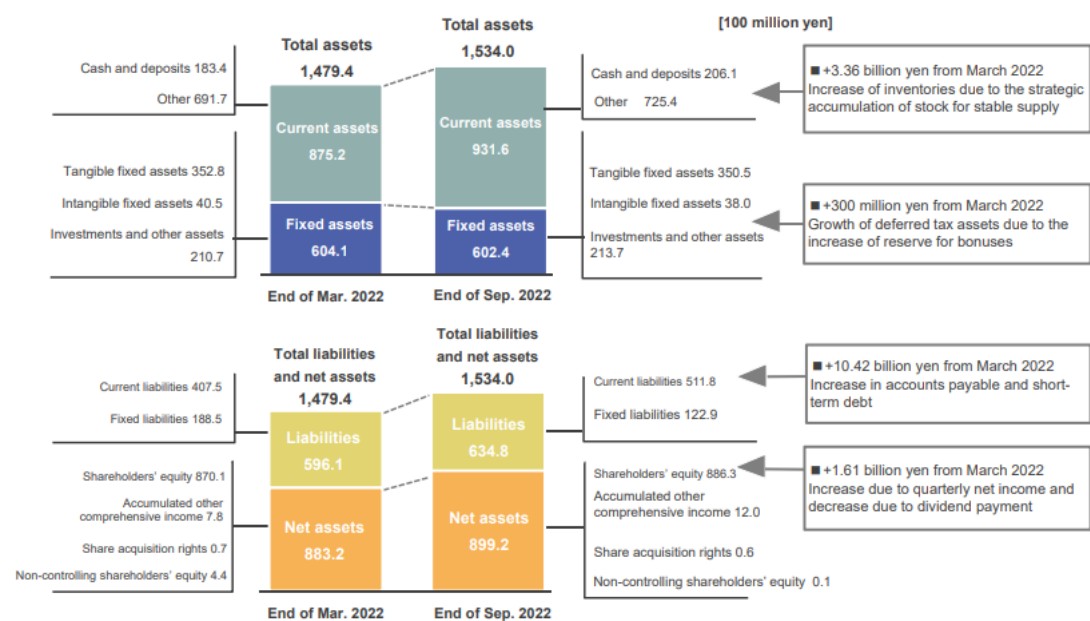 [100 million yen]
Total assets
1,479.4
Total assets
1,534.0
Cash and deposits 183.4
Other 691.7
Current assets
875.2
Current assets
931.6
Cash and deposits 206.1
Other 725.4
■ +3.36 billion yen from March 2022
Increase of inventories due to the strategic
accumulation of stock for stable supply
Tangible fixed assets 352.8
Intangible fixed assets 40.5
Investments and other assets
210.7
Fixed assets
604.1
Fixed assets
602.4
Tangible fixed assets 350.5
Intangible fixed assets 38.0
Investments and other assets
213.7
■ +300 million yen from March 2022
Growth of deferred tax assets due to the
increase of reserve for bonuses
End of Mar. 2022
End of Sep. 2022
Total liabilities
and net assets
1,479.4
Total liabilities
and net assets
1,534.0
Current liabilities 407.5
Fixed liabilities 188.5
Liabilities
596.1
Liabilities
634.8
Current liabilities 511.8
Fixed liabilities 122.9
■ +10.42 billion yen from March 2022
Increase in accounts payable and short-
term debt
Shareholders' equity 870.1
Accumulated other
comprehensive income 7.8
Share acquisition rights 0.7
Non-controlling shareholders' equity 4.4
Net assets
883.2
Net assets
899.2
Shareholders' equity 886.3
Accumulated other
comprehensive income 12.0
Share acquisition rights 0.6
Non-controlling shareholders' equity 0.1
■ +1.61 billion yen from March 2022
Increase due to quarterly net income and
decrease due to dividend payment
End of Mar. 2022
End of Sep. 2022